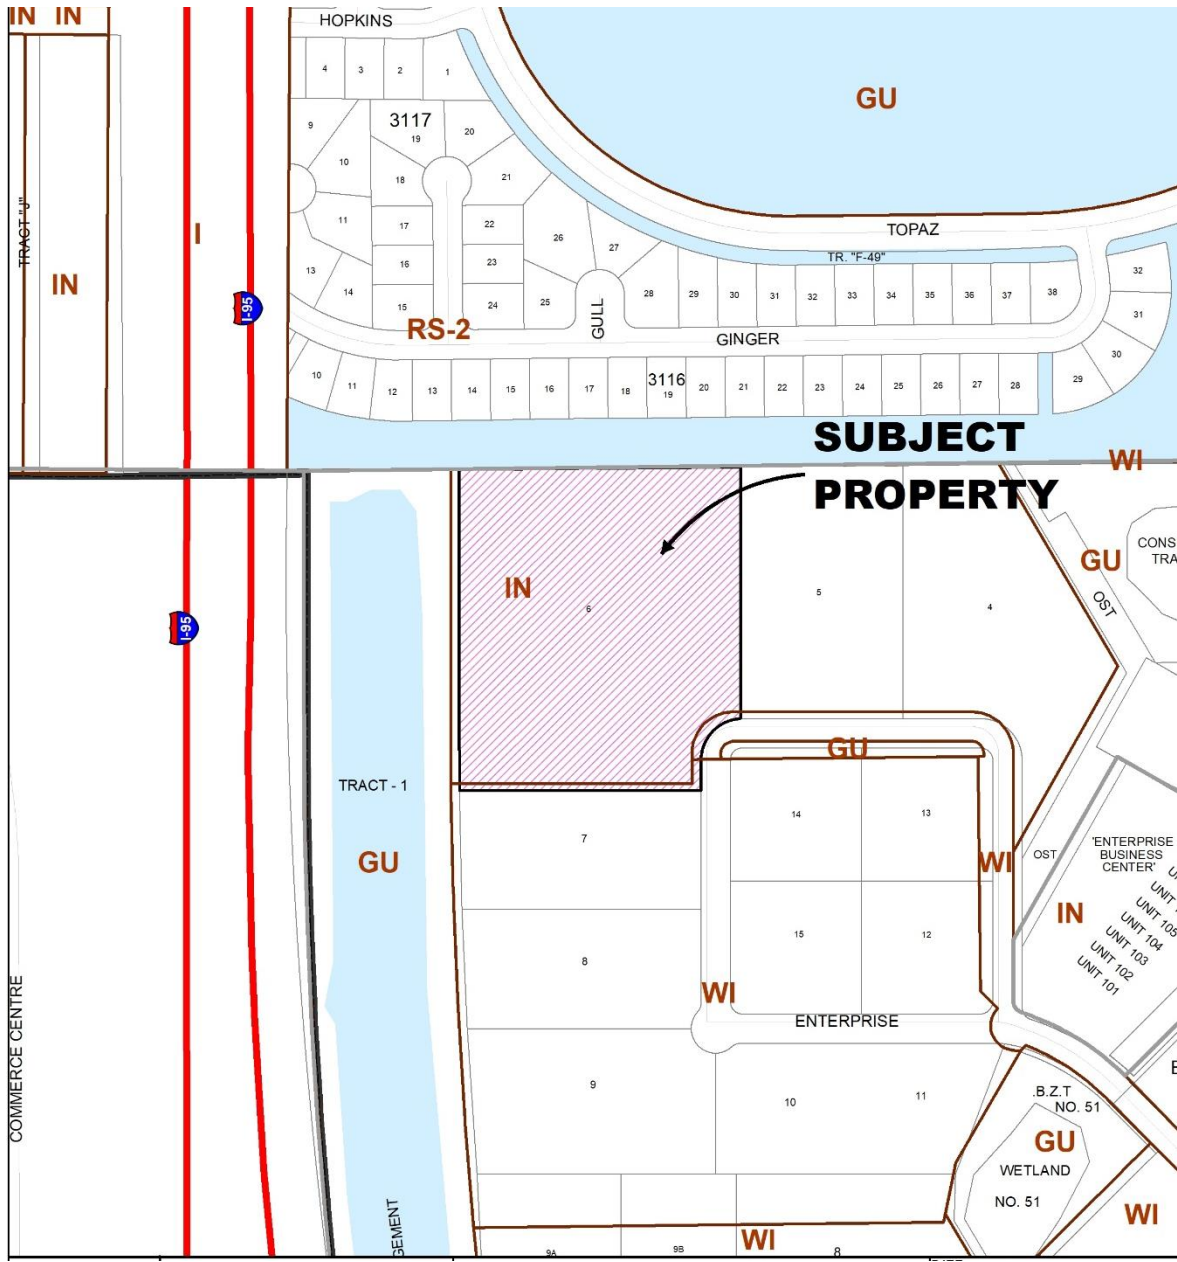 IN IN
HOPKINS
4 3 2 1
GU
3117
9 19 20
10
18 21
11 17 22
TRACT "J"
I
26 27
TOPAZ
TR. "F-49"
16 23
13 14
IN
15 24 25
28 29 30 31 32 33 34 35 36 37 38
32
31
30
29
I-95
RS-2
GULL
GINGER
3116
10 11 12 13 14 15 16 17 18 19 20 21 22 23 24 25 26 27 28
SUBJECT
PROPERTY
WI
IN
6
5
4
GU
CONS
TRA
OST
I-95
GU
TRACT - 1
GU
7
14 13
WI
OST
'ENTERPRISE
BUSINESS
CENTER'
IN
UNIT 105
UNIT 104
UNIT 103
UNIT 102
UNIT 101
8
15 12
WI
ENTERPRISE
COMMERCE CENTRE
9
10
11
.B.Z.T
NO. 51
GU
WETLAND
NO. 51
WI
GEMENT
WI
9A 9B 8